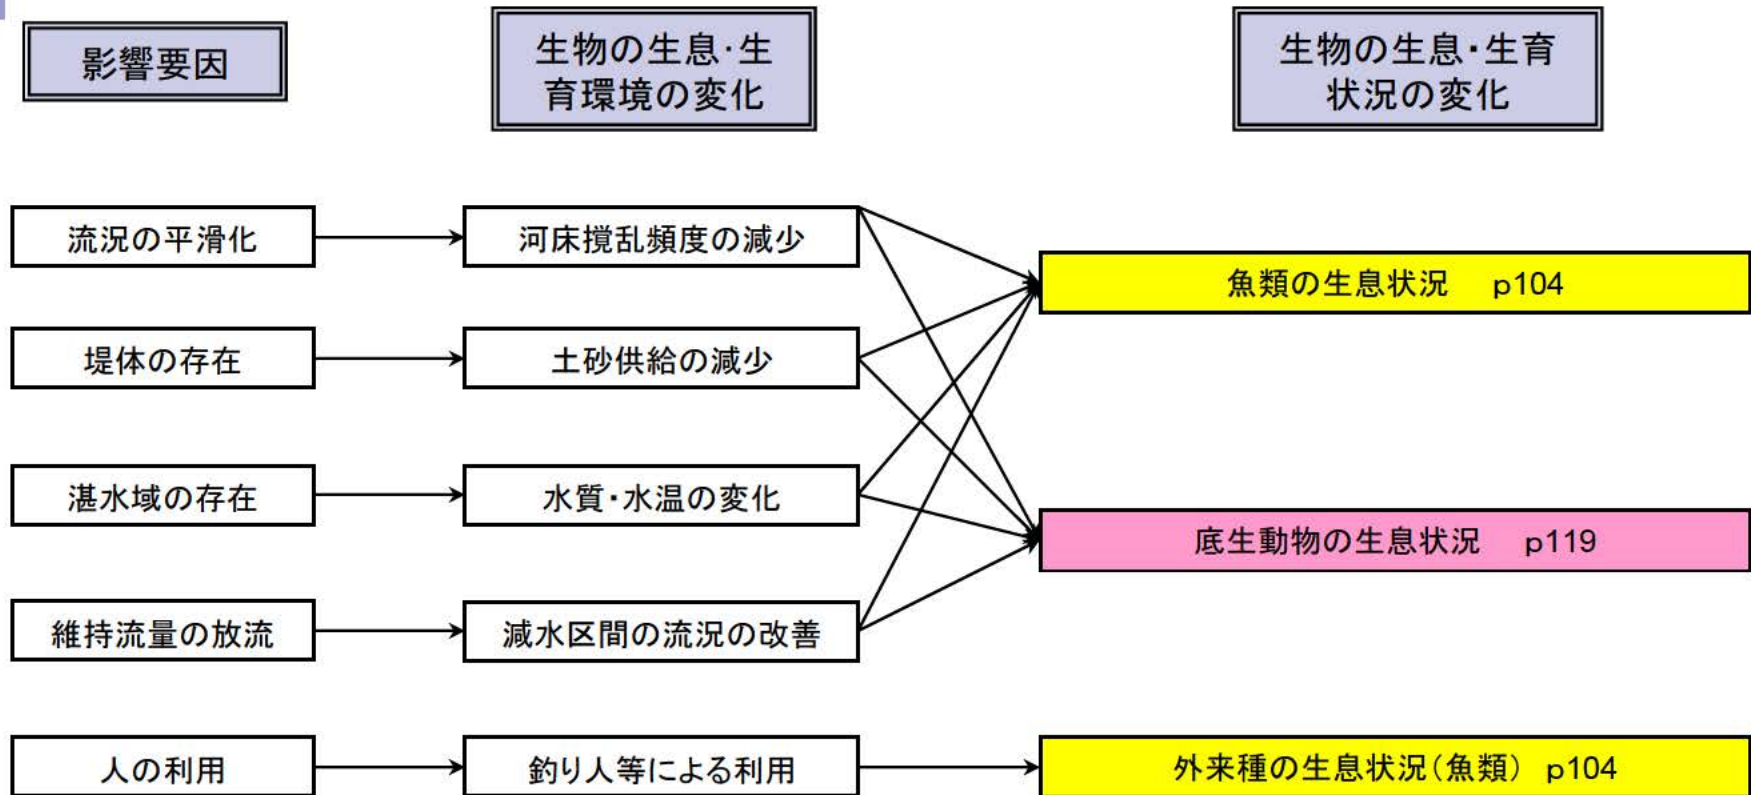 影響要因
生物の生息･生
育環境の変化
生物の生息・生育
状況の変化
流況の平滑化
河床撹乱頻度の減少
魚類の生息状況　p104
堤体の存在
土砂供給の減少
湛水域の存在
水質・水温の変化
底生動物の生息状況　p119
維持流量の放流
減水区間の流況の改善
人の利用
釣り人等による利用
外来種の生息状況(魚類) p104